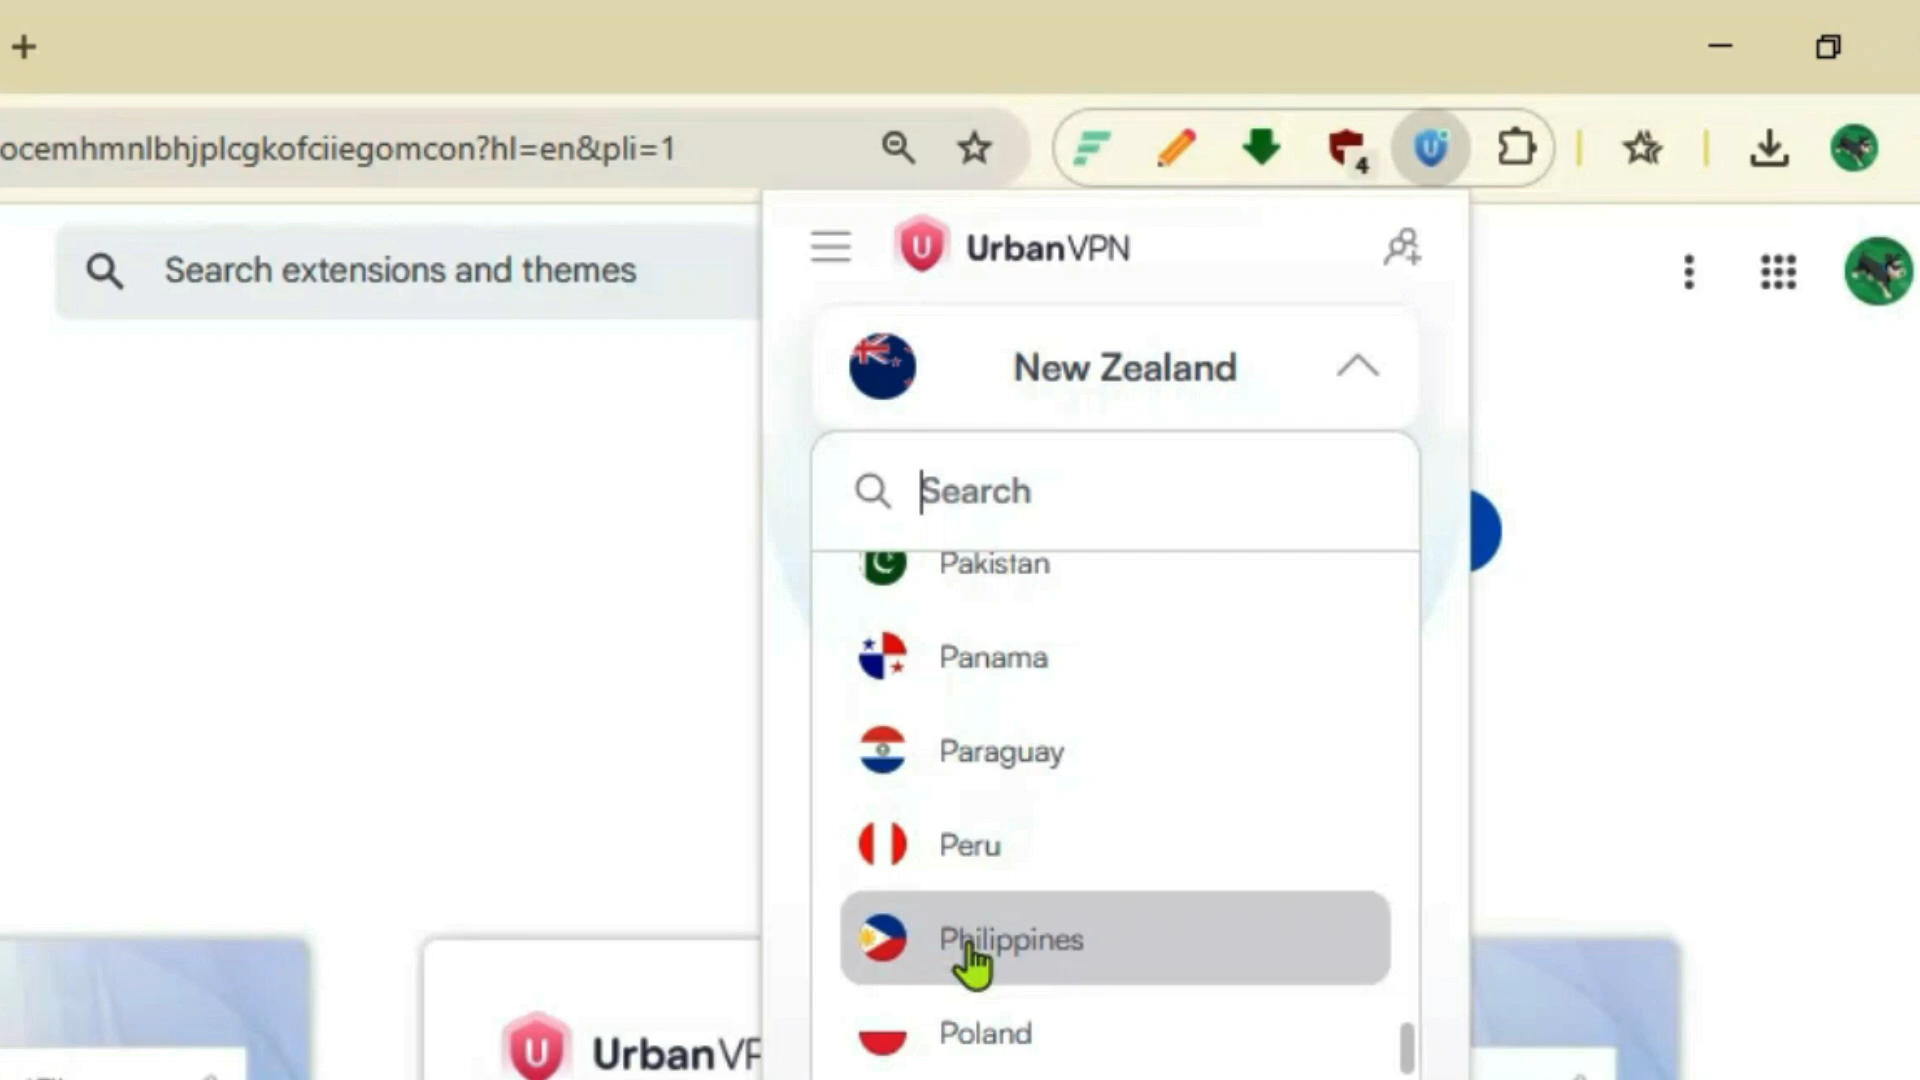 ocemhmnlbhjplcgkofciiegomcon?hl=en&pli=1
4
U
Search extensions and themes
U UrbanVPN
New Zealand
Search
Pakistan
Panama
Paraguay
Peru
Philippines
Poland
U UrbanVP